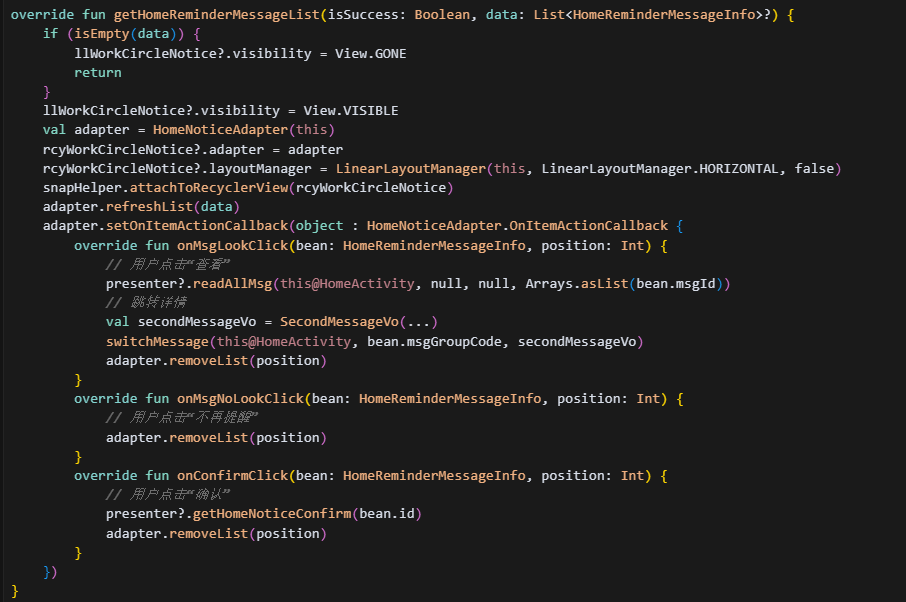 override fun getHomeReminderMessageList(isSuccess: Boolean, data: List<HomeReminderMessageInfo>?) {
    if (isEmpty(data)) {
        llWorkCircleNotice?.visibility = View.GONE
        return
    }
    llWorkCircleNotice?.visibility = View.VISIBLE
    val adapter = HomeNoticeAdapter(this)
    rcyWorkCircleNotice?.adapter = adapter
    rcyWorkCircleNotice?.layoutManager = LinearLayoutManager(this, LinearLayoutManager.HORIZONTAL, false)
    snapHelper.attachToRecyclerView(rcyWorkCircleNotice)
    adapter.refreshList(data)
    adapter.setOnItemActionCallback(object : HomeNoticeAdapter.OnItemActionCallback {
        override fun onMsgLookClick(bean: HomeReminderMessageInfo, position: Int) {
            // 用户点击“查看”
            presenter?.readAllMsg(this@HomeActivity, null, null, Arrays.asList(bean.msgId))
            // 跳转详情
            val secondMessageVo = SecondMessageVo(...)
            switchMessage(this@HomeActivity, bean.msgGroupCode, secondMessageVo)
            adapter.removeList(position)
        }
        override fun onMsgNoLookClick(bean: HomeReminderMessageInfo, position: Int) {
            // 用户点击“不再提醒”
            adapter.removeList(position)
        }
        override fun onConfirmClick(bean: HomeReminderMessageInfo, position: Int) {
            // 用户点击“确认”
            presenter?.getHomeNoticeConfirm(bean.id)
            adapter.removeList(position)
        }
    })
}